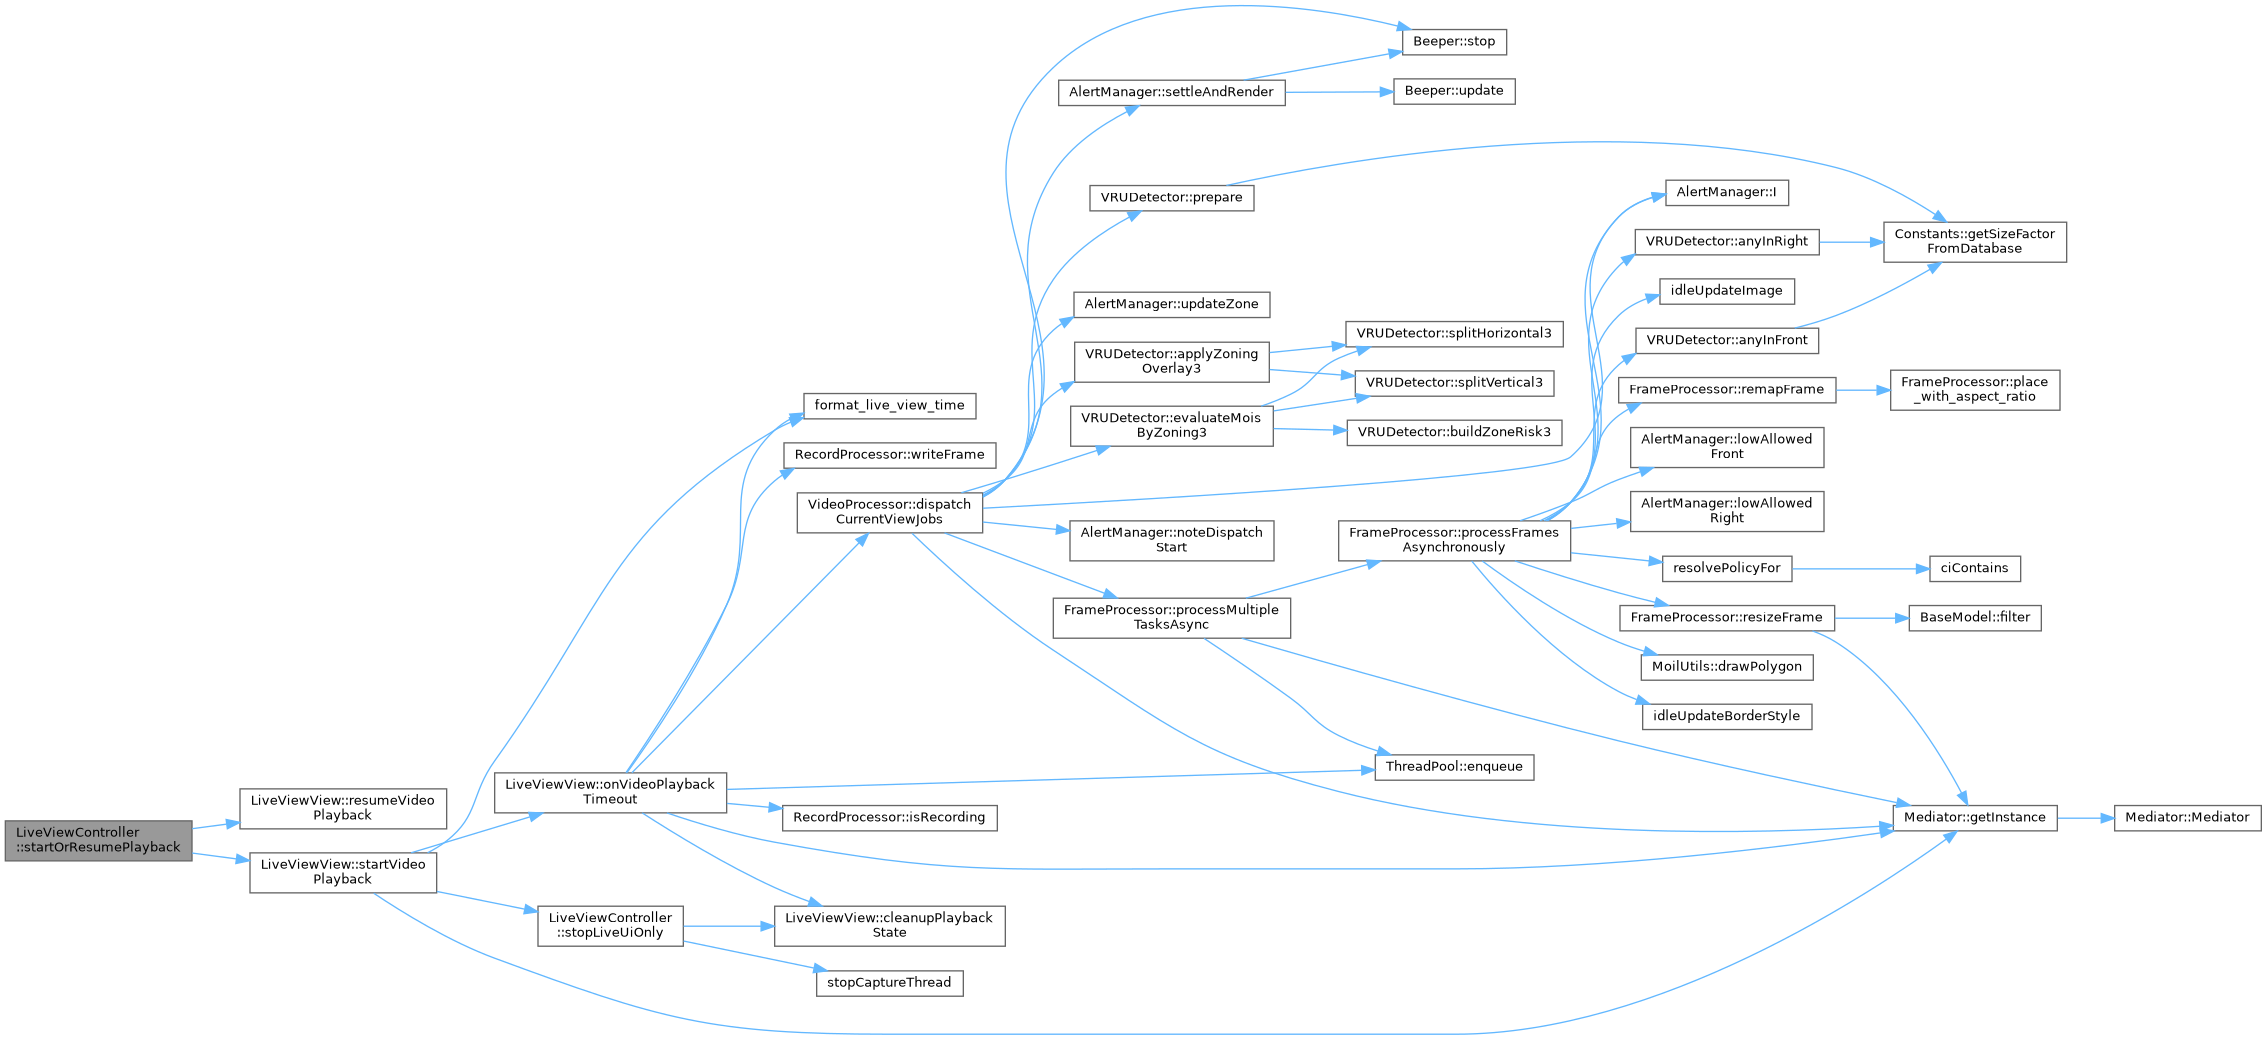 LiveViewController
::startOrResumePlayback
LiveViewView::resumeVideo
Playback
LiveViewView::startVideo
Playback
LiveViewView::onVideoPlayback
Timeout
LiveViewController
::stopLiveUiOnly
format_live_view_time
RecordProcessor::writeFrame
VideoProcessor::dispatch
CurrentViewJobs
RecordProcessor::isRecording
LiveViewView::cleanupPlayback
State
stopCaptureThread
AlertManager::settleAndRender
VRUDetector::prepare
AlertManager::updateZone
VRUDetector::applyZoning
Overlay3
VRUDetector::evaluateMois
ByZoning3
AlertManager::noteDispatch
Start
FrameProcessor::processMultiple
TasksAsync
Beeper::stop
Beeper::update
VRUDetector::splitHorizontal3
VRUDetector::splitVertical3
VRUDetector::buildZoneRisk3
FrameProcessor::processFrames
Asynchronously
ThreadPool::enqueue
AlertManager::I
VRUDetector::anyInRight
idleUpdateImage
VRUDetector::anyInFront
FrameProcessor::remapFrame
AlertManager::lowAllowed
Front
AlertManager::lowAllowed
Right
resolvePolicyFor
FrameProcessor::resizeFrame
MoilUtils::drawPolygon
idleUpdateBorderStyle
Constants::getSizeFactor
FromDatabase
FrameProcessor::place
_with_aspect_ratio
ciContains
BaseModel::filter
Mediator::getInstance
Mediator::Mediator